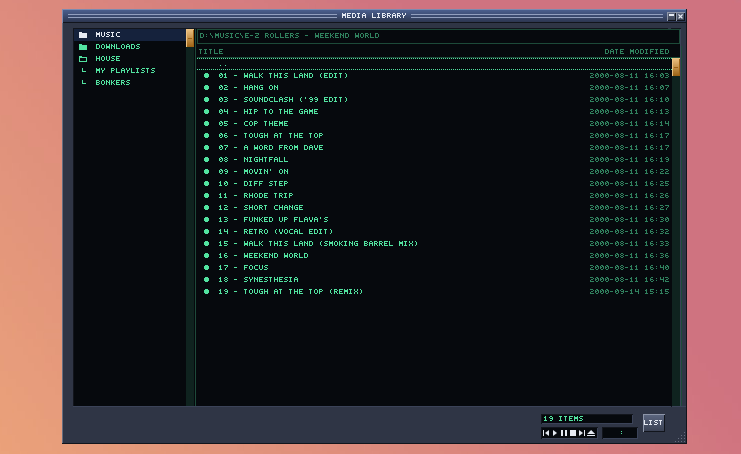 MEDIA LIBRARY
MUSIC
DOWNLOADS
HOUSE
MY PLAYLISTS
BONKERS
D:\MUSIC\E-Z ROLLERS - WEEKEND WORLD
TITLE DATE MODIFIED
..
01 - WALK THIS LAND (EDIT) 2000-08-11 16:03
02 - HANG ON 2000-08-11 16:07
03 - SOUNDCLASH ('99 EDIT) 2000-08-11 16:10
04 - HIP TO THE GAME 2000-08-11 16:13
05 - COP THEME 2000-08-11 16:14
06 - TOUGH AT THE TOP 2000-08-11 16:17
07 - A WORD FROM DAVE 2000-08-11 16:17
08 - NIGHTFALL 2000-08-11 16:19
09 - MOVIN' ON 2000-08-11 16:22
10 - DIFF STEP 2000-08-11 16:25
11 - RHODE TRIP 2000-08-11 16:26
12 - SHORT CHANGE 2000-08-11 16:27
13 - FUNKED UP FLAVA'S 2000-08-11 16:30
14 - RETRO (VOCAL EDIT) 2000-08-11 16:32
15 - WALK THIS LAND (SMOKING BARREL MIX) 2000-08-11 16:33
16 - WEEKEND WORLD 2000-08-11 16:36
17 - FOCUS 2000-08-11 16:40
18 - SYNESTHESIA 2000-08-11 16:42
19 - TOUGH AT THE TOP (REMIX) 2000-09-14 15:15
19 ITEMS
LIST
: